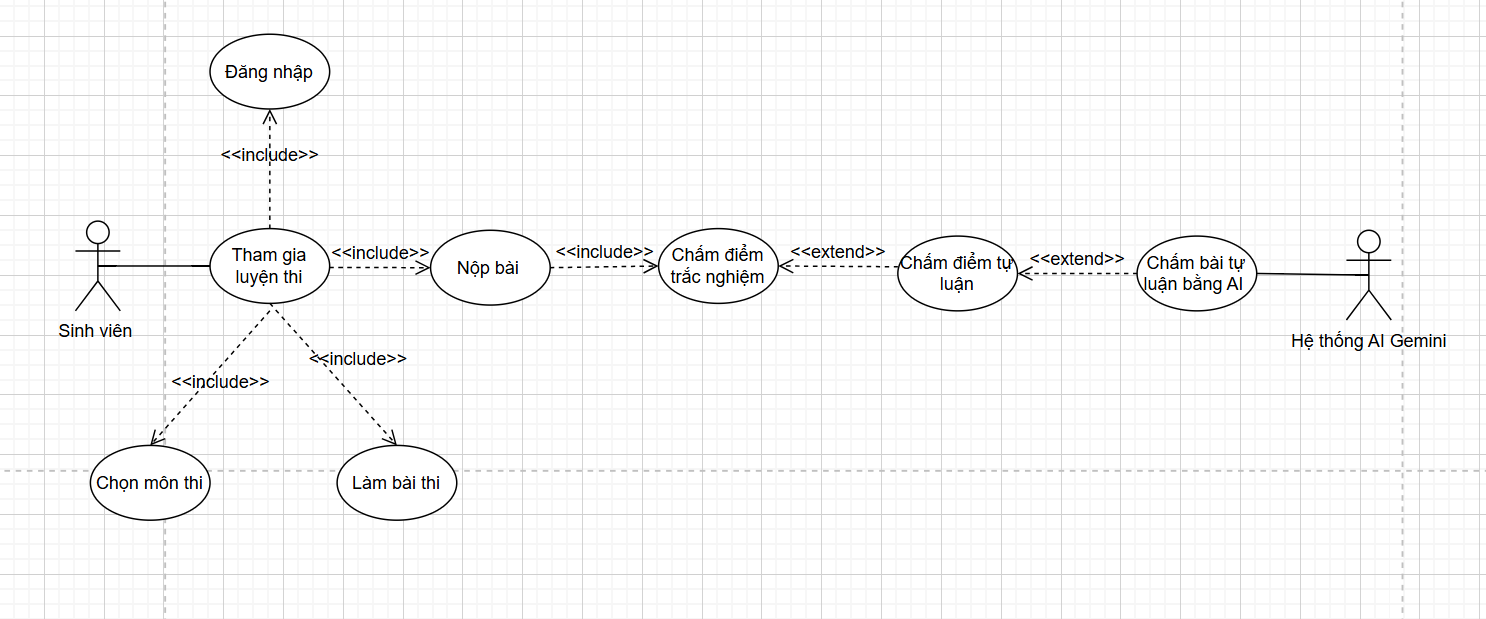 Đăng nhập
<<include>>
Tham gia
luyện thi
<<include>>
Nộp bài
<<include>>
Chấm điểm
trắc nghiệm
<<extend>>
Chấm điểm tự
luận
<<extend>>
Chấm bài tự
luận bằng AI
Sinh viên
Hệ thống AI Gemini
<<include>>
<<include>>
Chọn môn thi
Làm bài thi